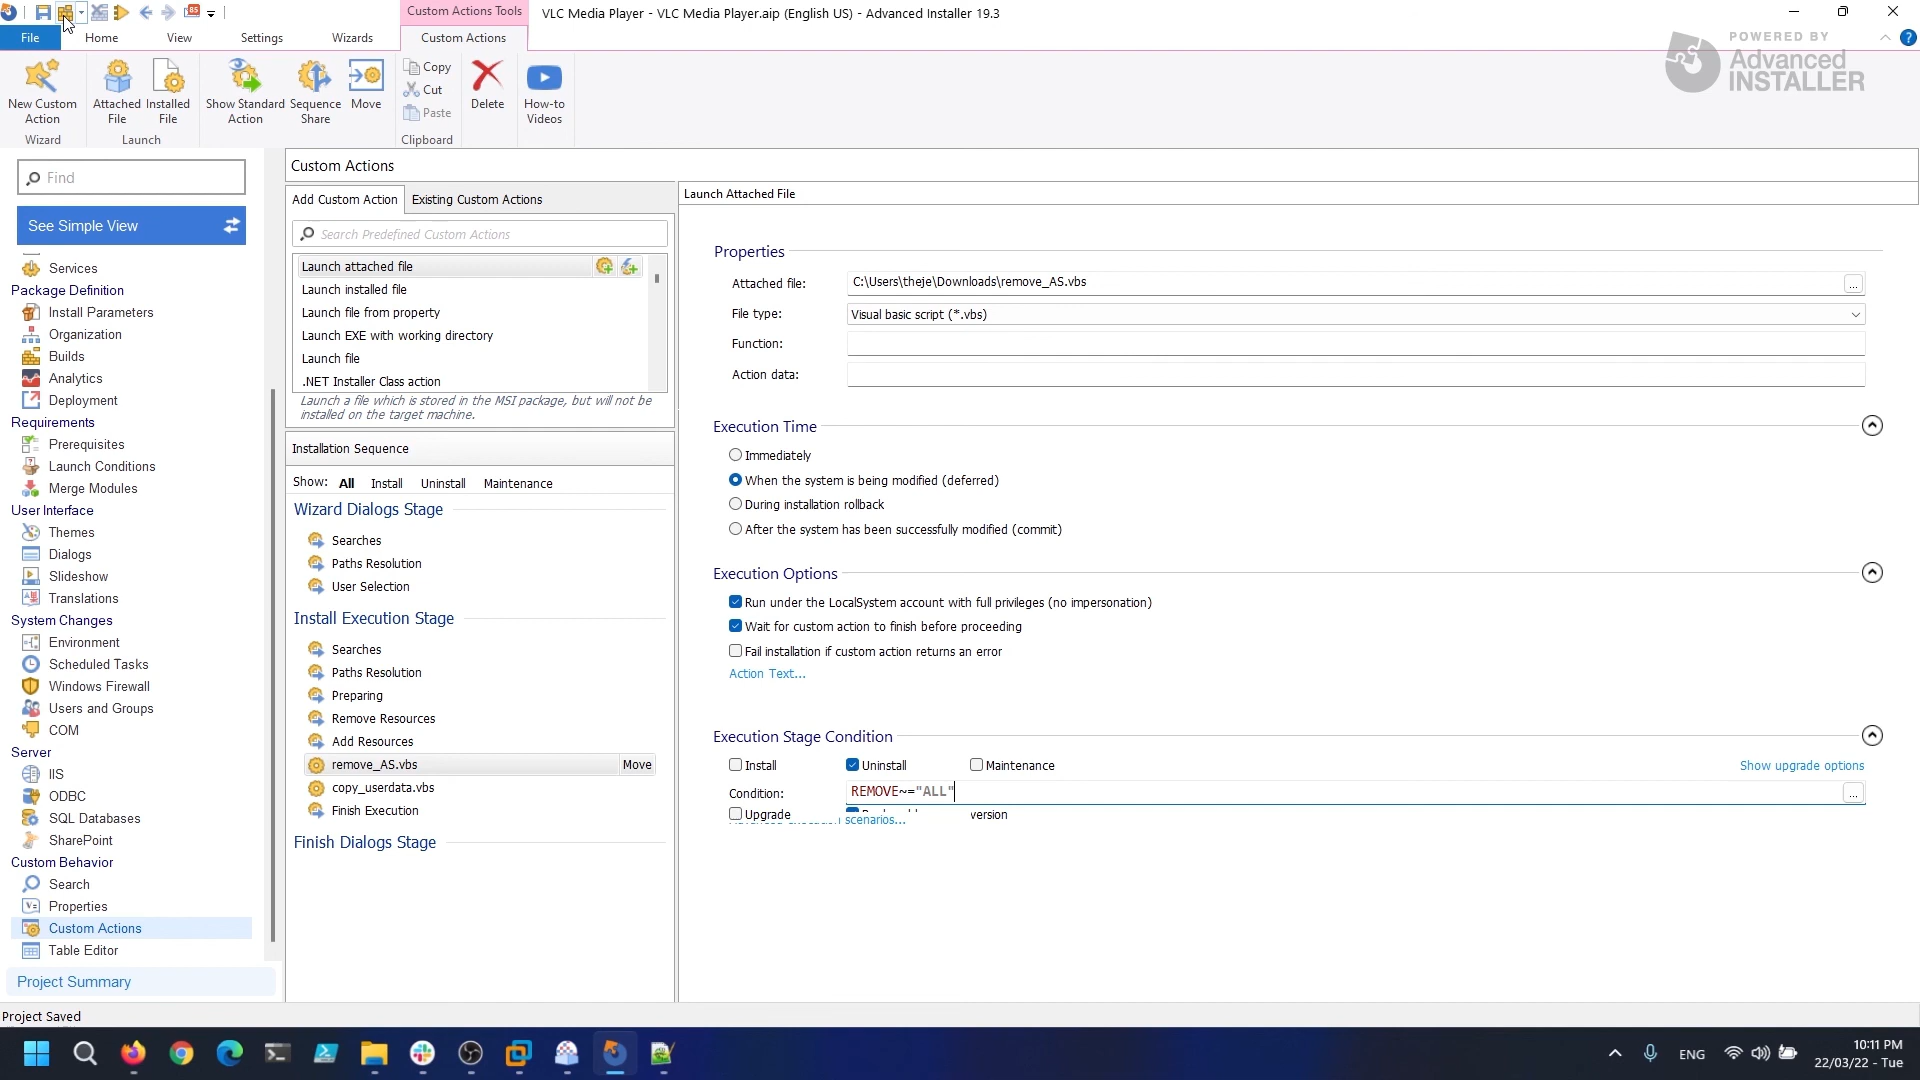 Custom Actions Tools
VLC Media Player - VLC Media Player.aip (English US) - Advanced Installer 19.3
File
Home
View
Settings
Wizards
Custom Actions
POWERED BY
Advanced
INSTALLER
New Custom
Action
Wizard
Attached
File
Installed
File
Launch
Show Standard
Action
Sequence
Share
Move
Copy
Cut
Paste
Clipboard
Delete
How-to
Videos
Find
See Simple View
Services
Package Definition
Install Parameters
Organization
Builds
Analytics
Deployment
Requirements
Prerequisites
Launch Conditions
Merge Modules
User Interface
Themes
Dialogs
Slideshow
Translations
System Changes
Environment
Scheduled Tasks
Windows Firewall
Users and Groups
COM
Server
IIS
ODBC
SQL Databases
SharePoint
Custom Behavior
Search
Properties
Custom Actions
Table Editor
Project Summary
Project Saved
Custom Actions
Add Custom Action
Existing Custom Actions
Search Predefined Custom Actions
Launch attached file
Launch installed file
Launch file from property
Launch EXE with working directory
Launch file
.NET Installer Class action
Launch a file which is stored in the MSI package, but will not be
installed on the target machine.
Installation Sequence
Show: All Install Uninstall Maintenance
Wizard Dialogs Stage
Searches
Paths Resolution
User Selection
Install Execution Stage
Searches
Paths Resolution
Preparing
Remove Resources
Add Resources
remove_AS.vbs Move
copy_userdata.vbs
Finish Execution
Finish Dialogs Stage
Launch Attached File
Properties
Attached file: C:\Users\theje\Downloads\remove_AS.vbs ...
File type: Visual basic script (*.vbs)
Function:
Action data:
Execution Time
Immediately
When the system is being modified (deferred)
During installation rollback
After the system has been successfully modified (commit)
Execution Options
Run under the LocalSystem account with full privileges (no impersonation)
Wait for custom action to finish before proceeding
Fail installation if custom action returns an error
Action Text...
Execution Stage Condition
Install Uninstall Maintenance Show upgrade options
Condition: REMOVE~="ALL" ...
Upgrade version
scenarios...
ENG
10:11 PM
22/03/22 - Tue